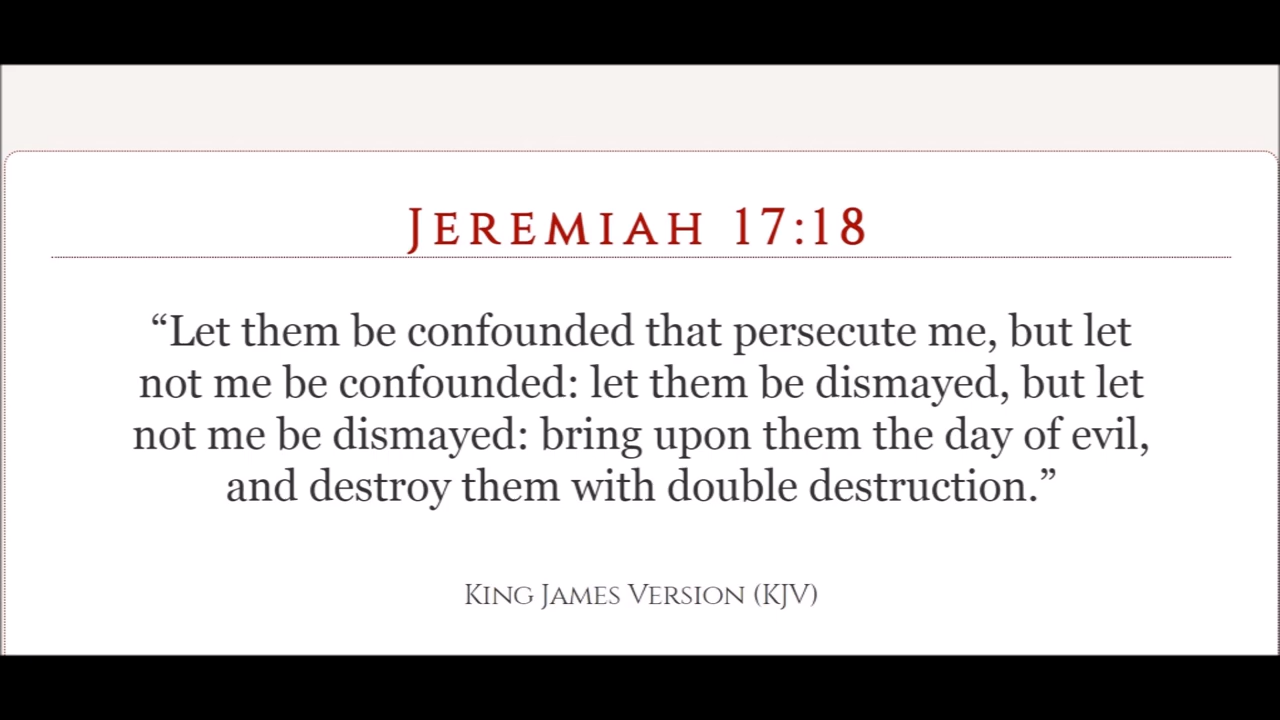 JEREMIAH 17:18
“Let them be confounded that persecute me, but let
not me be confounded: let them be dismayed, but let
not me be dismayed: bring upon them the day of evil,
and destroy them with double destruction.”
KING JAMES VERSION (KJV)